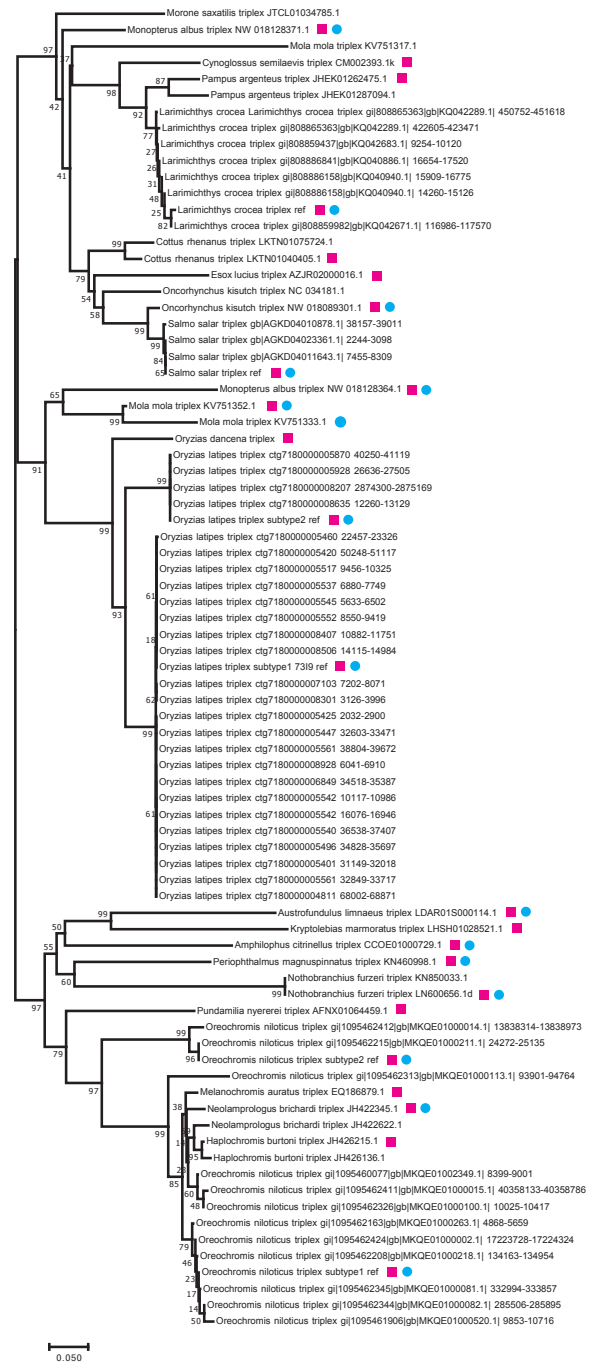 Morone saxatilis triplex JTCL01034785.1
97
Monopterus albus triplex NW 018128371.1
Mola mola triplex KV751317.1
37
Cynoglossus semilaevis triplex CM002393.1k
87
Pampus argenteus triplex JHEK01262475.1
98
Pampus argenteus triplex JHEK01287094.1
42
92
Larimichthys crocea Larimichthys crocea triplex gi|808865363|gb|KQ042289.1| 450752-451618
Larimichthys crocea triplex gi|808865363|gb|KQ042289.1| 422605-423471
77
Larimichthys crocea triplex gi|808859437|gb|KQ042683.1| 9254-10120
27
Larimichthys crocea triplex gi|808886841|gb|KQ040886.1| 16654-17520
26
41
Larimichthys crocea triplex gi|808886158|gb|KQ040940.1| 15909-16775
31
Larimichthys crocea triplex gi|808886158|gb|KQ040940.1| 14260-15126
48
Larimichthys crocea triplex ref
25
Larimichthys crocea triplex gi|808859982|gb|KQ042671.1| 116986-117570
82
Cottus rhenanus triplex LKTN01075724.1
99
Cottus rhenanus triplex LKTN01040405.1
79
Esox lucius triplex AZJR02000016.1
54
Oncorhynchus kisutch triplex NC 034181.1
58
Oncorhynchus kisutch triplex NW 018089301.1
99
Salmo salar triplex gb|AGKD04010878.1| 38157-39011
99
Salmo salar triplex gb|AGKD04023361.1| 2244-3098
84
Salmo salar triplex gb|AGKD04011643.1| 7455-8309
65
Salmo salar triplex ref
Monopterus albus triplex NW 018128364.1
65
Mola mola triplex KV751352.1
99
Mola mola triplex KV751333.1
91
Oryzias dancena triplex
Oryzias latipes triplex ctg7180000005870 40250-41119
Oryzias latipes triplex ctg7180000005928 26636-27505
99
Oryzias latipes triplex ctg7180000008207 2874300-2875169
Oryzias latipes triplex ctg7180000008635 12260-13129
Oryzias latipes triplex subtype2 ref
99
Oryzias latipes triplex ctg7180000005460 22457-23326
Oryzias latipes triplex ctg7180000005420 50248-51117
Oryzias latipes triplex ctg7180000005517 9456-10325
Oryzias latipes triplex ctg7180000005537 6880-7749
61
Oryzias latipes triplex ctg7180000005545 5633-6502
93
Oryzias latipes triplex ctg7180000005552 8550-9419
Oryzias latipes triplex ctg7180000008407 10882-11751
18
Oryzias latipes triplex ctg7180000008506 14115-14984
Oryzias latipes triplex subtype1 73I9 ref
Oryzias latipes triplex ctg7180000007103 7202-8071
62
Oryzias latipes triplex ctg7180000008301 3126-3996
Oryzias latipes triplex ctg7180000005425 2032-2900
99
Oryzias latipes triplex ctg7180000005447 32603-33471
Oryzias latipes triplex ctg7180000005561 38804-39672
Oryzias latipes triplex ctg7180000008928 6041-6910
Oryzias latipes triplex ctg7180000006849 34518-35387
Oryzias latipes triplex ctg7180000005542 10117-10986
61
Oryzias latipes triplex ctg7180000005542 16076-16946
Oryzias latipes triplex ctg7180000005540 36538-37407
Oryzias latipes triplex ctg7180000005496 34828-35697
Oryzias latipes triplex ctg7180000005401 31149-32018
Oryzias latipes triplex ctg7180000005561 32849-33717
Oryzias latipes triplex ctg7180000004811 68002-68871
Austrofundulus limnaeus triplex LDAR01S000114.1
99
50
Kryptolebias marmoratus triplex LHSH01028521.1
55
Amphilophus citrinellus triplex CCOE01000729.1
Periophthalmus magnuspinnatus triplex KN460998.1
60
Nothobranchius furzeri triplex KN850033.1
99
Nothobranchius furzeri triplex LN600656.1d
97
Pundamilia nyererei triplex AFNX01064459.1
Oreochromis niloticus triplex gi|1095462412|gb|MKQE01000014.1| 13838314-13838973
99
79
Oreochromis niloticus triplex gi|1095462215|gb|MKQE01000211.1| 24272-25135
96
Oreochromis niloticus triplex subtype2 ref
97
Oreochromis niloticus triplex gi|1095462313|gb|MKQE01000113.1| 93901-94764
Melanochromis auratus triplex EQ186879.1
38
Neolamprologus brichardi triplex JH422345.1
99
Neolamprologus brichardi triplex JH422622.1
Haplochromis burtoni triplex JH426215.1
95
Haplochromis burtoni triplex JH426136.1
85
Oreochromis niloticus triplex gi|1095460077|gb|MKQE01002349.1| 8399-9001
60
Oreochromis niloticus triplex gi|1095462411|gb|MKQE01000015.1| 40358133-40358786
48
Oreochromis niloticus triplex gi|1095462326|gb|MKQE01000100.1| 10025-10417
Oreochromis niloticus triplex gi|1095462163|gb|MKQE01000263.1| 4868-5659
79
Oreochromis niloticus triplex gi|1095462424|gb|MKQE01000002.1| 17223728-17224324
46
Oreochromis niloticus triplex gi|1095462208|gb|MKQE01000218.1| 134163-134954
Oreochromis niloticus triplex subtype1 ref
23
Oreochromis niloticus triplex gi|1095462345|gb|MKQE01000081.1| 332994-333857
17
Oreochromis niloticus triplex gi|1095462344|gb|MKQE01000082.1| 285506-285895
14
Oreochromis niloticus triplex gi|1095461906|gb|MKQE01000520.1| 9853-10716
50
0.050